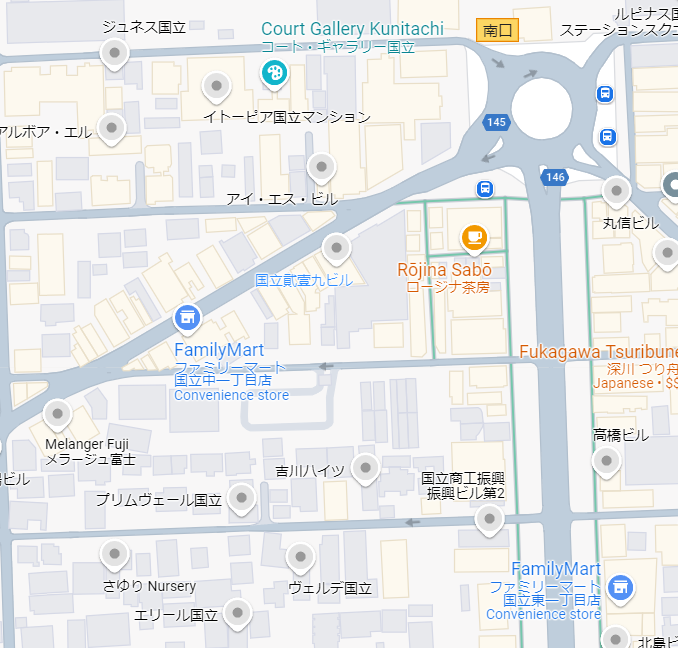 ジュネス国立
Court Gallery Kunitachi
コート・ギャラリー国立
南口
ルピナス国
ステーションスクエ
イトーピア国立マンション
アルボア・エル
145
146
アイ・エス・ビル
丸信ビル
国立貳壹九ビル
Rōjina Sabō
ロージナ茶房
FamilyMart
ファミリーマート
国立中一丁目店
Convenience store
Fukagawa Tsuribune
深川 つり舟
Japanese • $$
Melanger Fuji
メラージュ富士
ビル
高橋ビル
吉川ハイツ
国立商工振興
振興ビル第2
プリムヴェール国立
さゆり Nursery
ヴェルデ国立
エリール国立
FamilyMart
ファミリーマート
国立東一丁目店
Convenience store
北島ビ